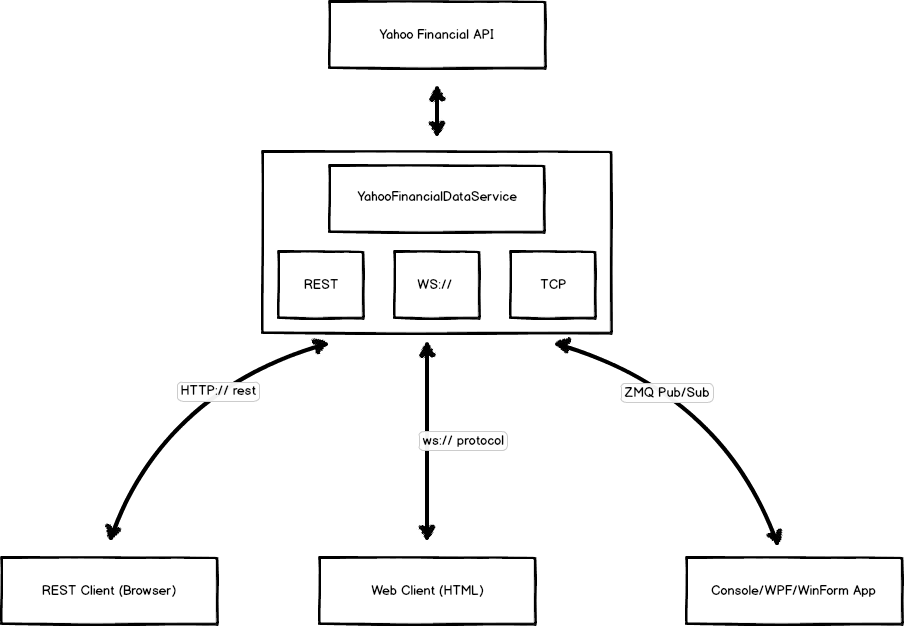 Yahoo Financial API
YahooFinancialDataService
REST
WS://
TCP
HTTP:// rest
ZMQ Pub/Sub
ws:// protocol
REST Client (Browser)
Web Client (HTML)
Console/WPF/WinForm App